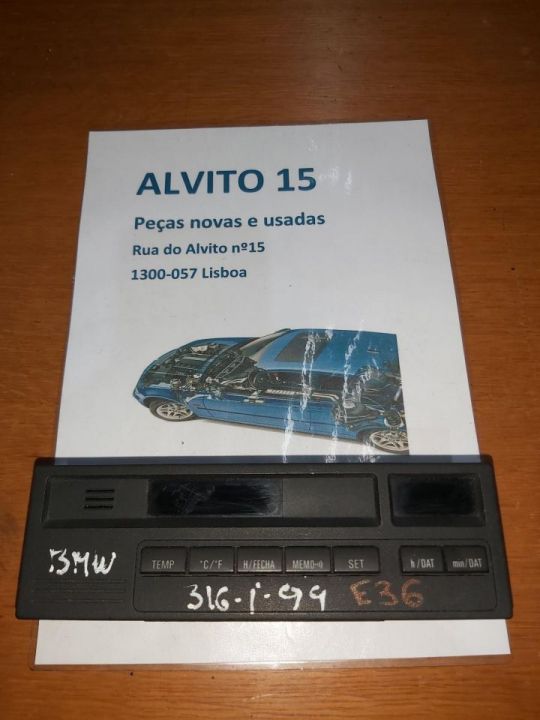 ALVITO 15
Peças novas e usadas
Rua do Alvito nº15
1300-057 Lisboa
BMW
TEMP °C/°F H/FECHA MEMO SET h/DAT min/DAT
316-i-99 E36